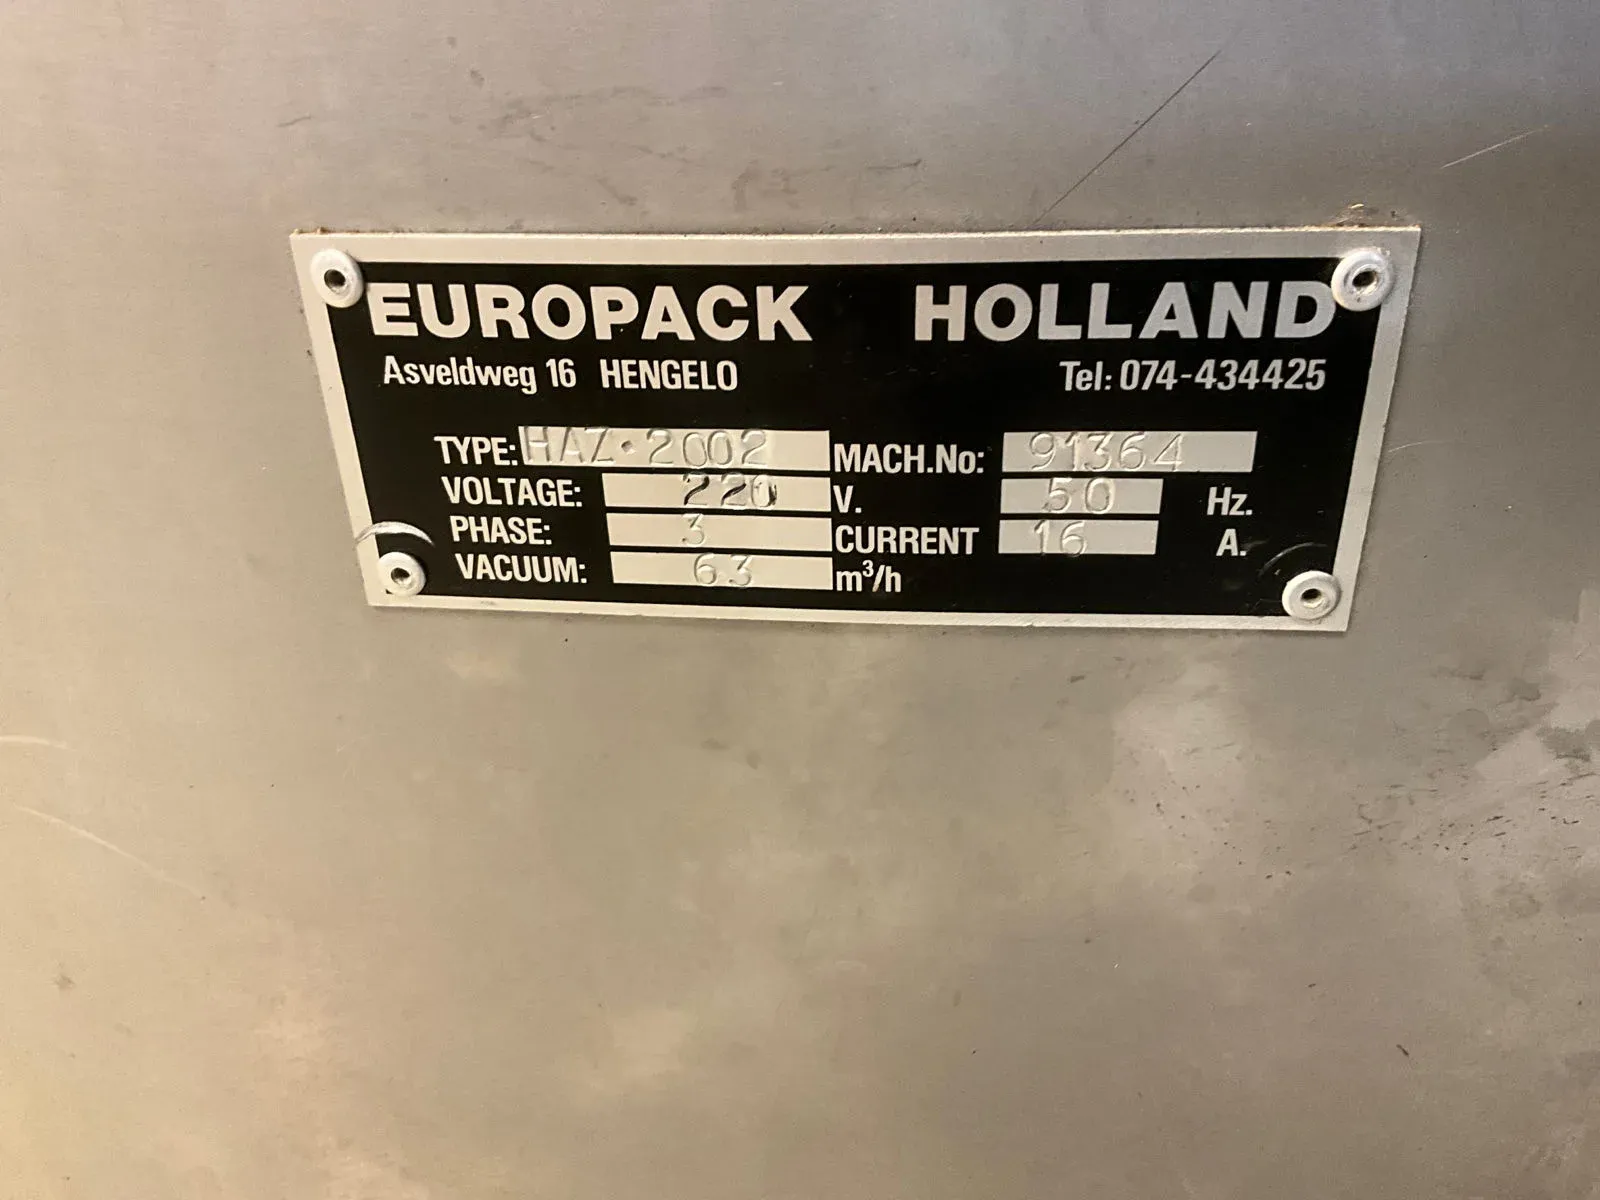 EUROPACK HOLLAND
Asveldweg 16 HENGELO Tel: 074-434425
TYPE: HAZ·2002 MACH.No: 91364
VOLTAGE: 220 V. 50 Hz.
PHASE: 3 CURRENT 16 A.
VACUUM: 63 m³/h